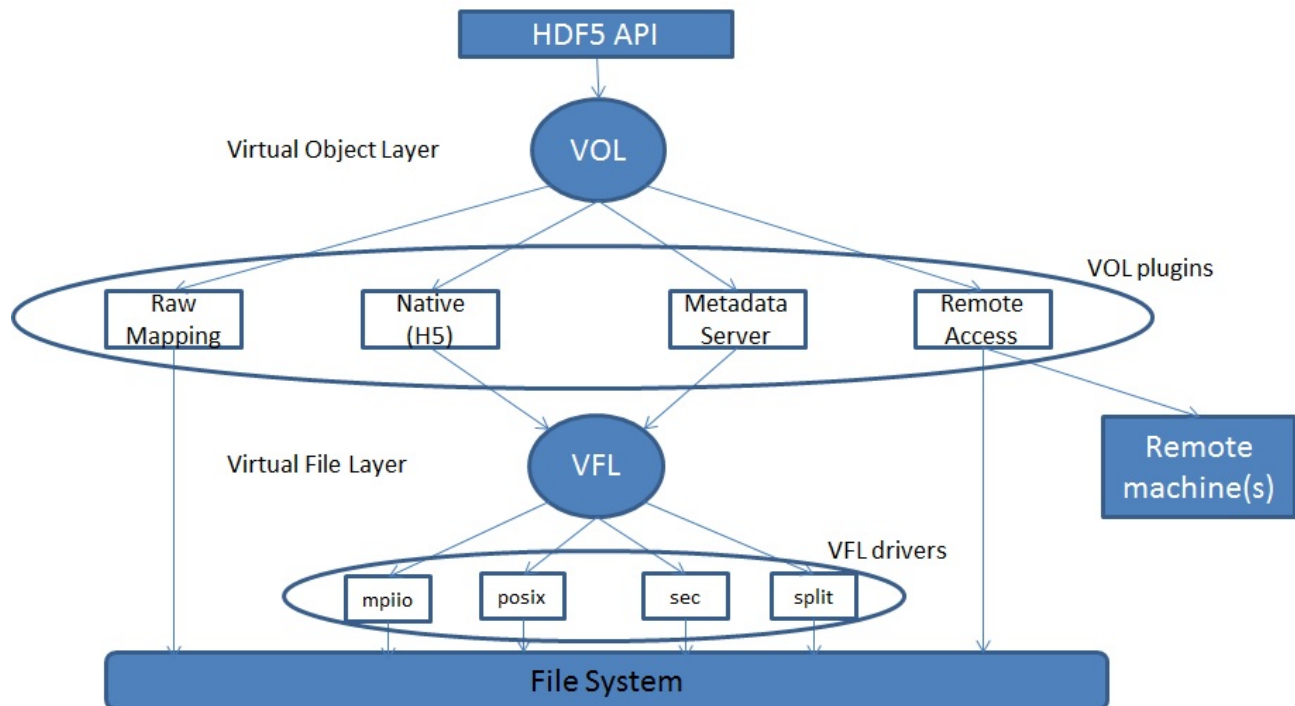 HDF5 API
Virtual Object Layer
VOL
VOL plugins
Raw
Mapping
Native
(H5)
Metadata
Server
Remote
Access
Virtual File Layer
VFL
Remote
machine(s)
VFL drivers
mpiio
posix
sec
split
File System